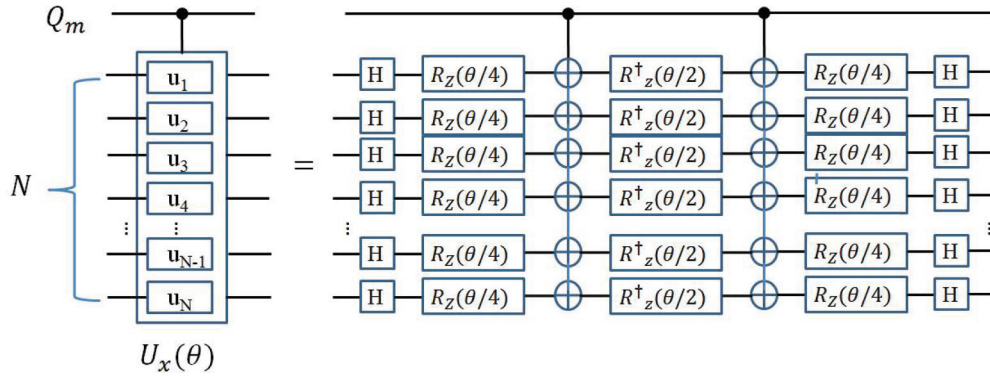 Q_m
u_1 H R_Z(θ/4) R^†_z(θ/2) R_Z(θ/4) H
u_2 H R_Z(θ/4) R^†_z(θ/2) R_Z(θ/4) H
u_3 = H R_Z(θ/4) R^†_z(θ/2) R_Z(θ/4) H
N u_4 H R_Z(θ/4) R^†_z(θ/2) R_Z(θ/4) H
⋮ ⋮ ⋮ ⋮
u_{N-1} H R_Z(θ/4) R^†_z(θ/2) R_Z(θ/4) H
u_N H R_Z(θ/4) R^†_z(θ/2) R_Z(θ/4) H
U_x(θ)